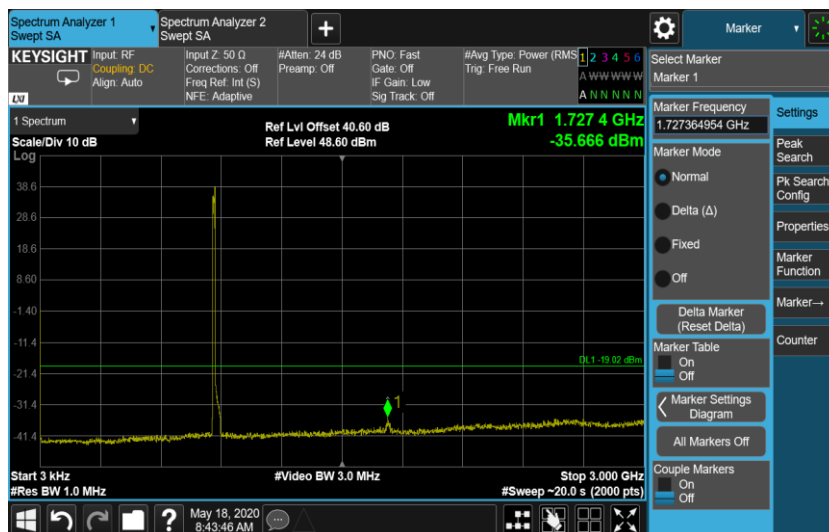 Spectrum Analyzer 1
Swept SA
Spectrum Analyzer 2
Swept SA
Marker
KEYSIGHT
LXI
Input: RF
Coupling: DC
Align: Auto
Input Z: 50 Ω
Corrections: Off
Freq Ref: Int (S)
NFE: Adaptive
#Atten: 24 dB
Preamp: Off
PNO: Fast
Gate: Off
IF Gain: Low
Sig Track: Off
#Avg Type: Power (RMS
Trig: Free Run
1 2 3 4 5 6
A W W W W W
A N N N N N
Select Marker
Marker 1
1 Spectrum
Scale/Div 10 dB
Log
Ref Lvl Offset 40.60 dB
Ref Level 48.60 dBm
Mkr1 1.727 4 GHz
-35.666 dBm
38.6
28.6
18.6
8.60
-1.40
-11.4
-21.4
-31.4
-41.4
DL1 -19.02 dBm
1
Start 3 kHz
#Res BW 1.0 MHz
#Video BW 3.0 MHz
Stop 3.000 GHz
#Sweep ~20.0 s (2000 pts)
Marker Frequency
1.727364954 GHz
Marker Mode
Normal
Delta (Δ)
Fixed
Off
Delta Marker
(Reset Delta)
Marker Table
On
Off
Marker Settings
Diagram
All Markers Off
Couple Markers
On
Off
Settings
Peak
Search
Pk Search
Config
Properties
Marker
Function
Marker→
Counter
?
May 18, 2020
8:43:46 AM